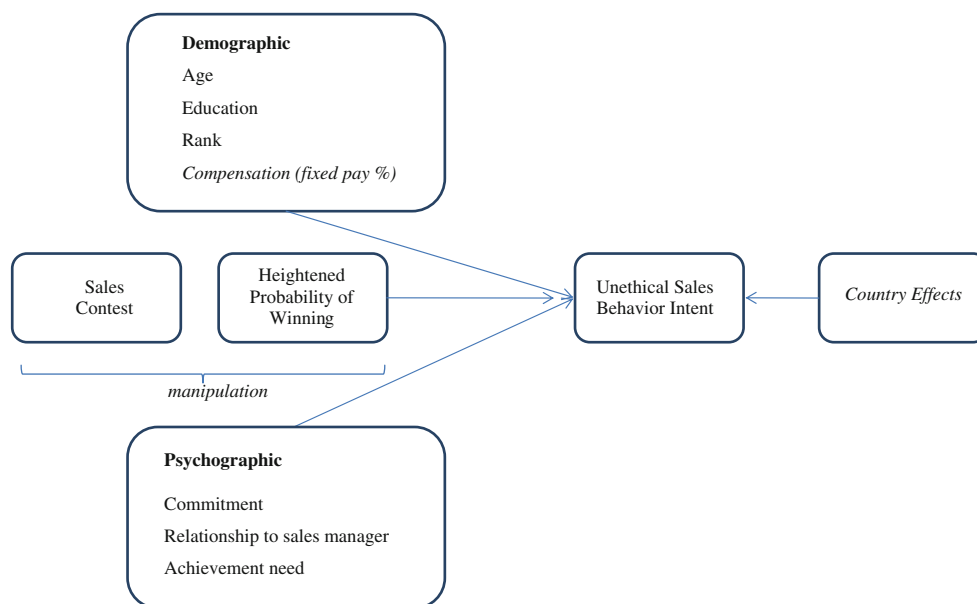 Demographic
Age
Education
Rank
Compensation (fixed pay %)
Sales
Contest
Heightened
Probability of
Winning
Unethical Sales
Behavior Intent
Country Effects
manipulation
Psychographic
Commitment
Relationship to sales manager
Achievement need